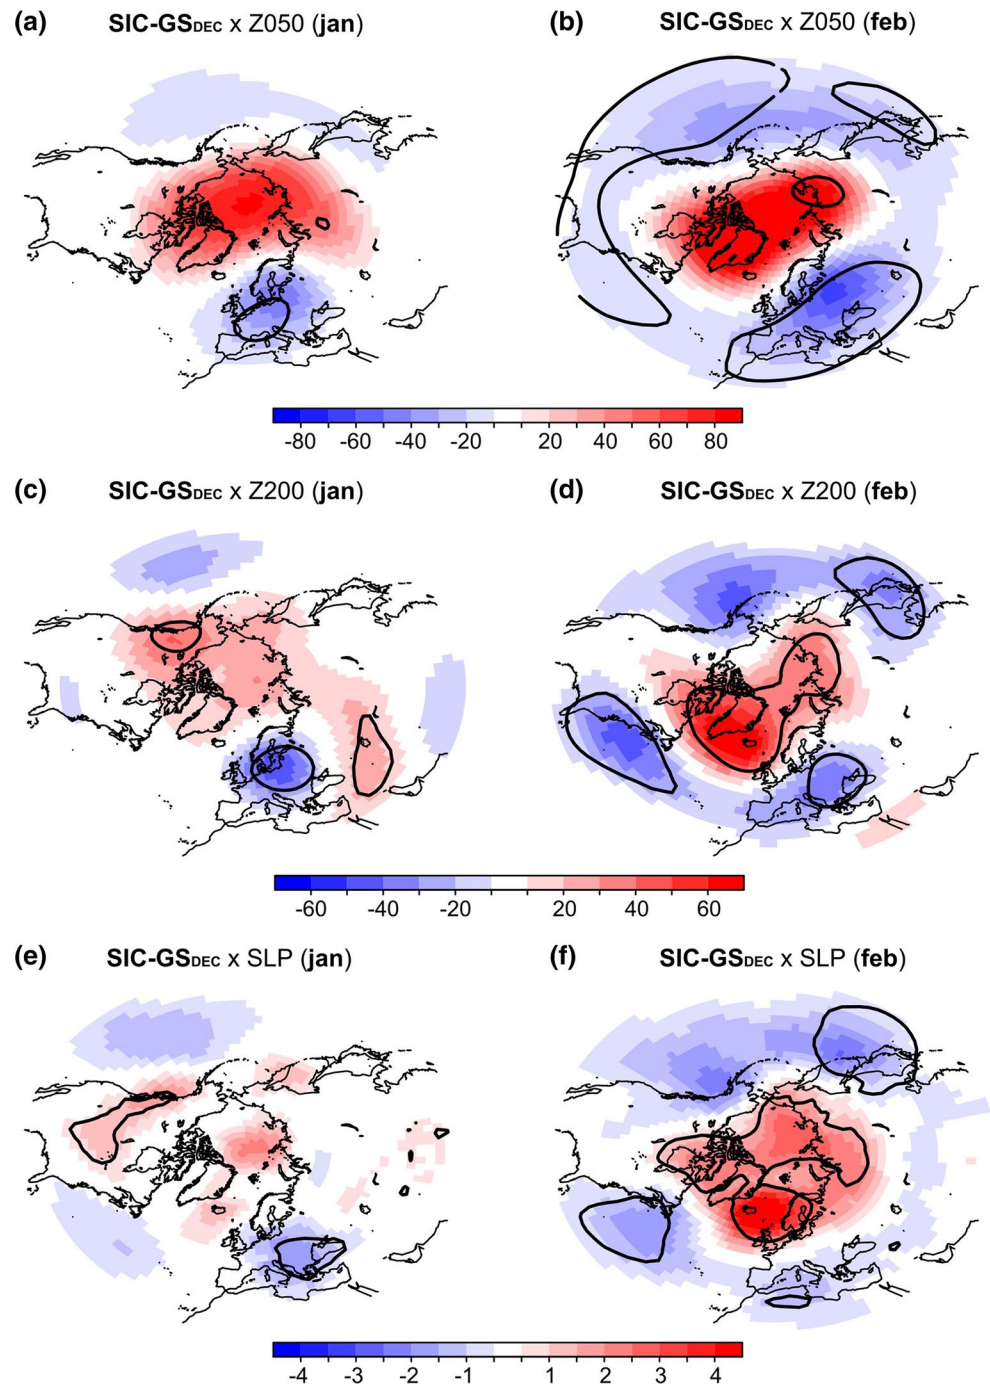 (a) SIC-GSDEC x Z050 (jan)
(b) SIC-GSDEC x Z050 (feb)
-80 -60 -40 -20 20 40 60 80
(c) SIC-GSDEC x Z200 (jan)
(d) SIC-GSDEC x Z200 (feb)
-60 -40 -20 20 40 60
(e) SIC-GSDEC x SLP (jan)
(f) SIC-GSDEC x SLP (feb)
-4 -3 -2 -1 1 2 3 4